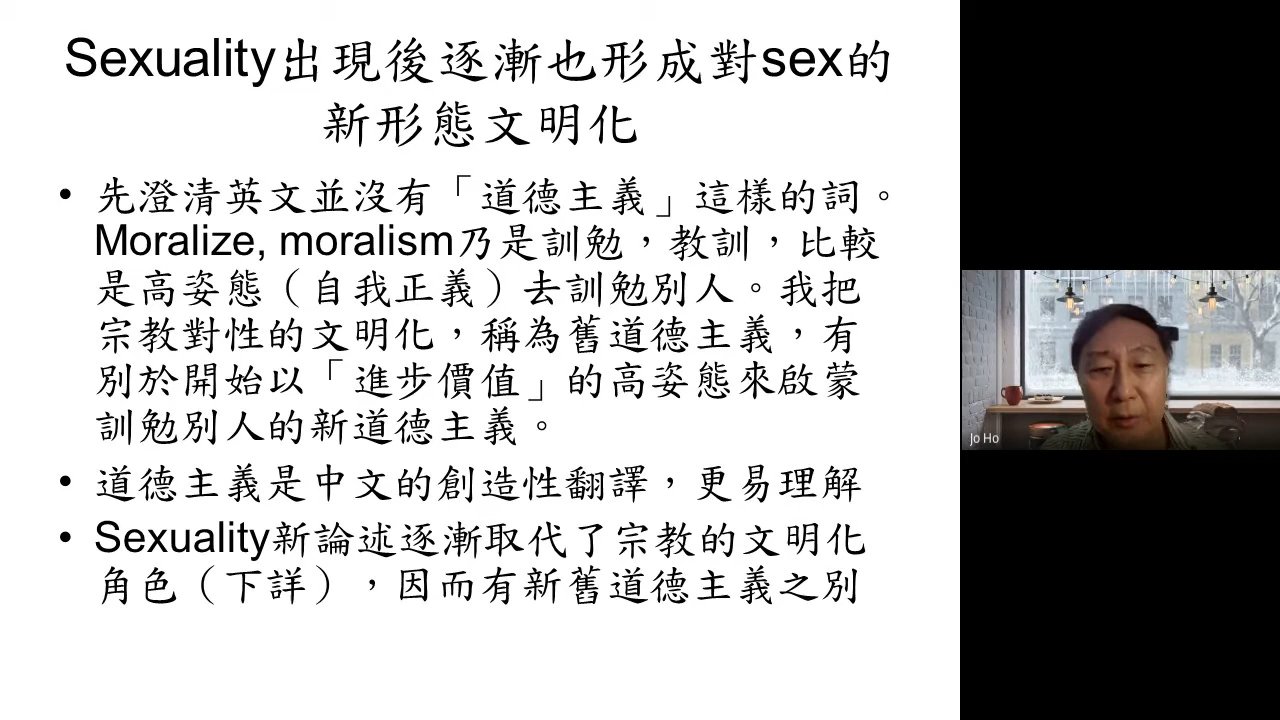 Sexuality出現後逐漸也形成對sex的
新形態文明化
• 先澄清英文並沒有「道德主義」這樣的詞。
Moralize, moralism乃是訓勉，教訓，比較
是高姿態（自我正義）去訓勉別人。我把
宗教對性的文明化，稱為舊道德主義，有
別於開始以「進步價值」的高姿態來啟蒙
訓勉別人的新道德主義。
• 道德主義是中文的創造性翻譯，更易理解
• Sexuality新論述逐漸取代了宗教的文明化
角色（下詳），因而有新舊道德主義之別
Jo Ho